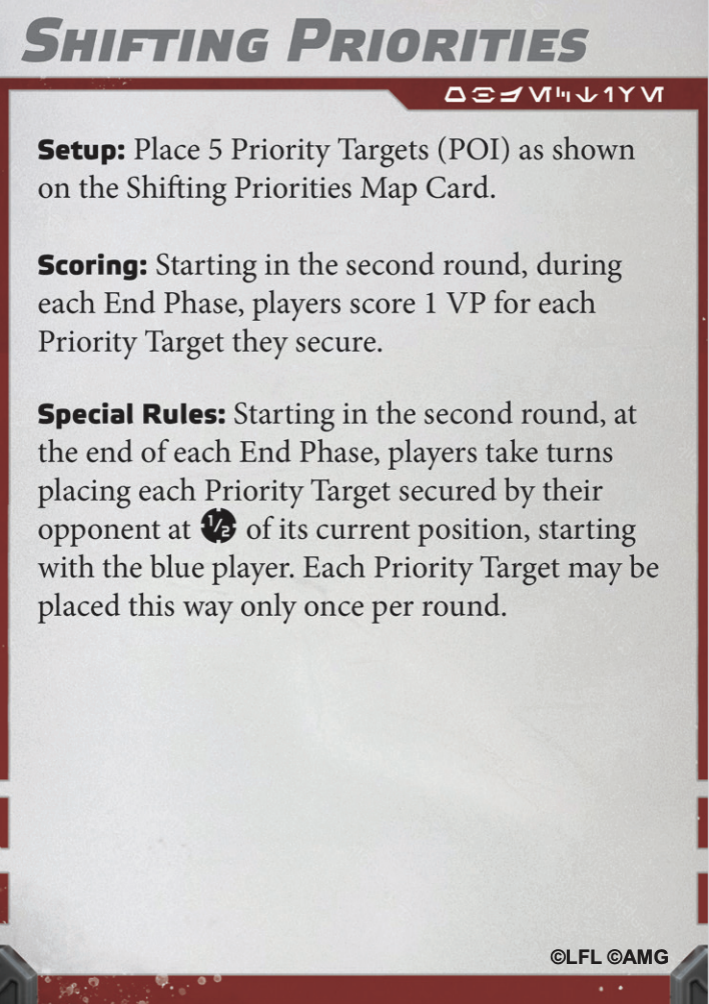 SHIFTING PRIORITIES
Setup: Place 5 Priority Targets (POI) as shown
on the Shifting Priorities Map Card.
Scoring: Starting in the second round, during
each End Phase, players score 1 VP for each
Priority Target they secure.
Special Rules: Starting in the second round, at
the end of each End Phase, players take turns
placing each Priority Target secured by their
opponent at 1/2 of its current position, starting
with the blue player. Each Priority Target may be
placed this way only once per round.
©LFL ©AMG